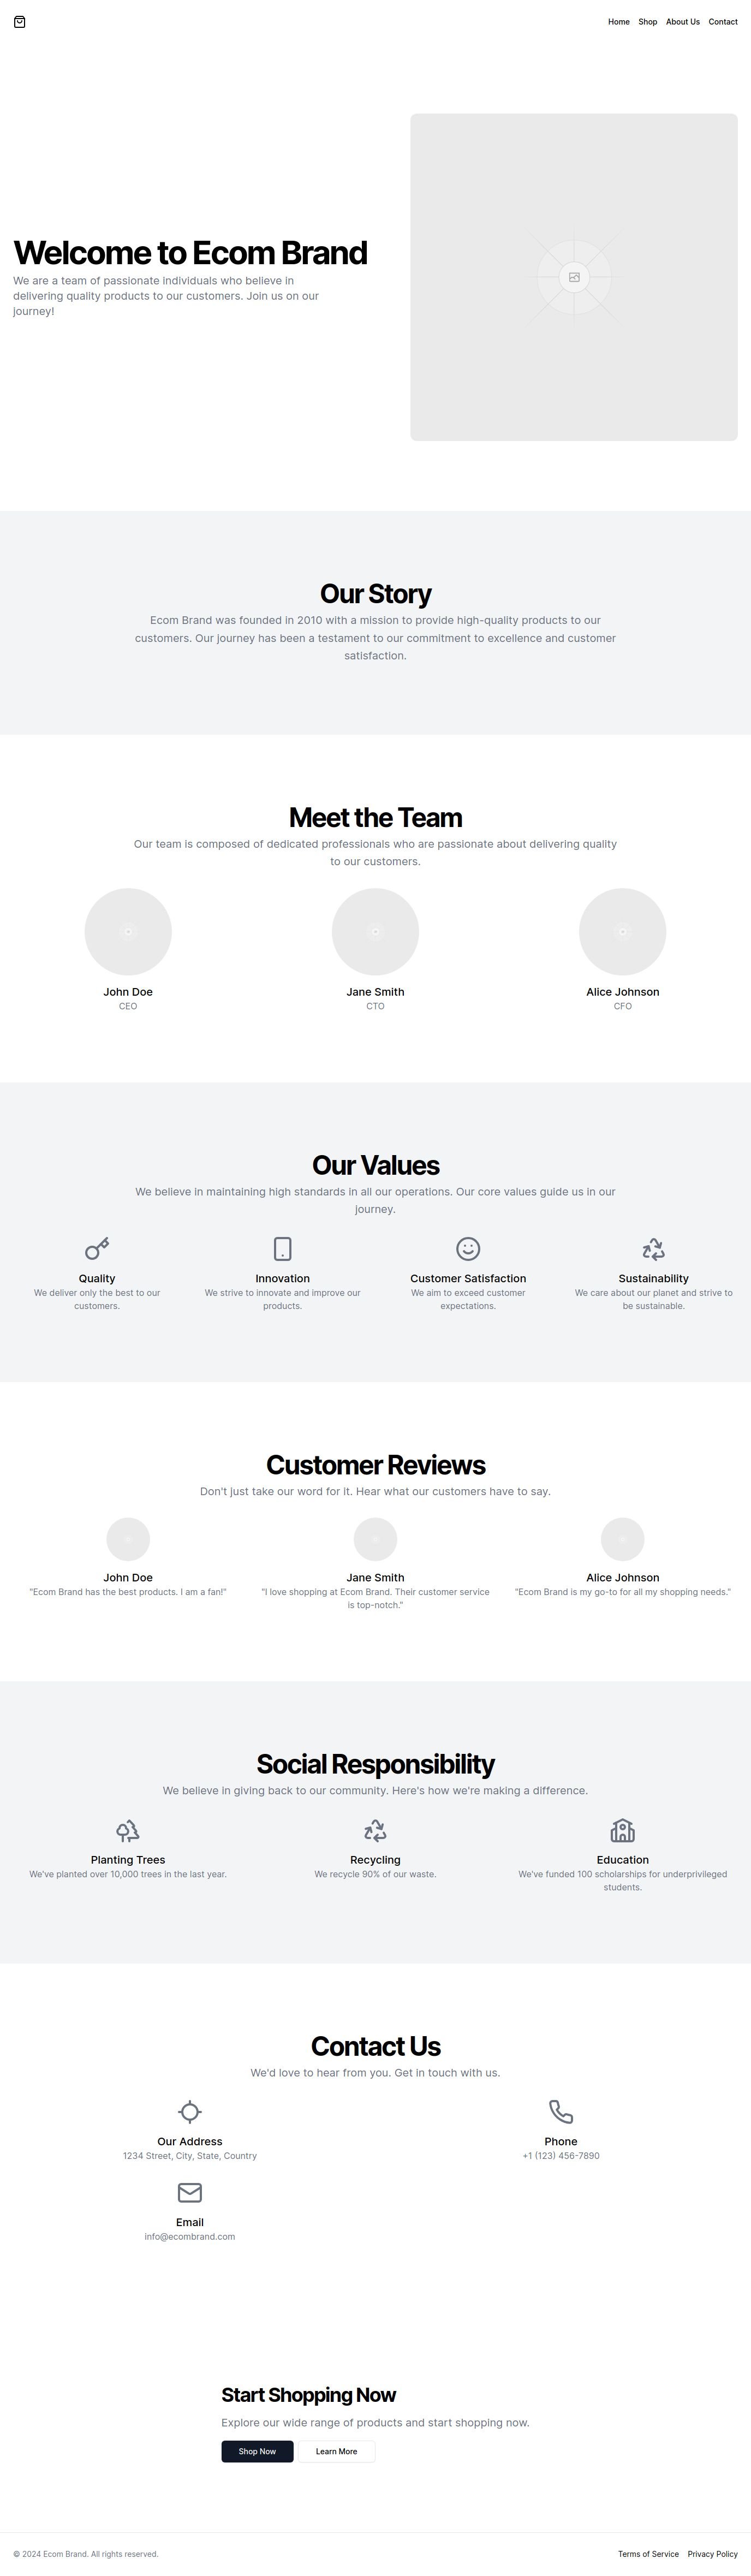 Home Shop About Us Contact
Welcome to Ecom Brand
We are a team of passionate individuals who believe in
delivering quality products to our customers. Join us on our
journey!
Our Story
Ecom Brand was founded in 2010 with a mission to provide high-quality products to our
customers. Our journey has been a testament to our commitment to excellence and customer
satisfaction.
Meet the Team
Our team is composed of dedicated professionals who are passionate about delivering quality
to our customers.
John Doe
CEO
Jane Smith
CTO
Alice Johnson
CFO
Our Values
We believe in maintaining high standards in all our operations. Our core values guide us in our
journey.
Quality
We deliver only the best to our
customers.
Innovation
We strive to innovate and improve our
products.
Customer Satisfaction
We aim to exceed customer
expectations.
Sustainability
We care about our planet and strive to
be sustainable.
Customer Reviews
Don't just take our word for it. Hear what our customers have to say.
John Doe
"Ecom Brand has the best products. I am a fan!"
Jane Smith
"I love shopping at Ecom Brand. Their customer service
is top-notch."
Alice Johnson
"Ecom Brand is my go-to for all my shopping needs."
Social Responsibility
We believe in giving back to our community. Here's how we're making a difference.
Planting Trees
We've planted over 10,000 trees in the last year.
Recycling
We recycle 90% of our waste.
Education
We've funded 100 scholarships for underprivileged
students.
Contact Us
We'd love to hear from you. Get in touch with us.
Our Address
1234 Street, City, State, Country
Phone
+1 (123) 456-7890
Email
info@ecombrand.com
Start Shopping Now
Explore our wide range of products and start shopping now.
Shop Now Learn More
© 2024 Ecom Brand. All rights reserved.
Terms of Service Privacy Policy